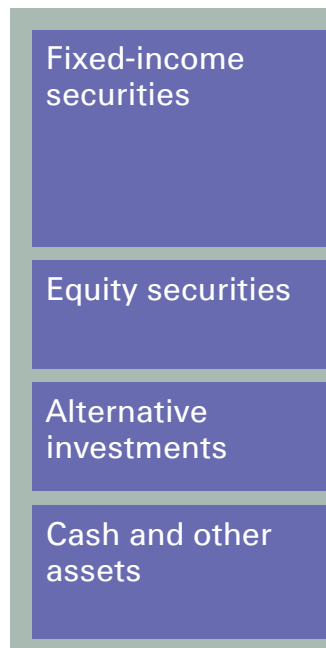 Fixed-income
securities
Equity securities
Alternative
investments
Cash and other
assets